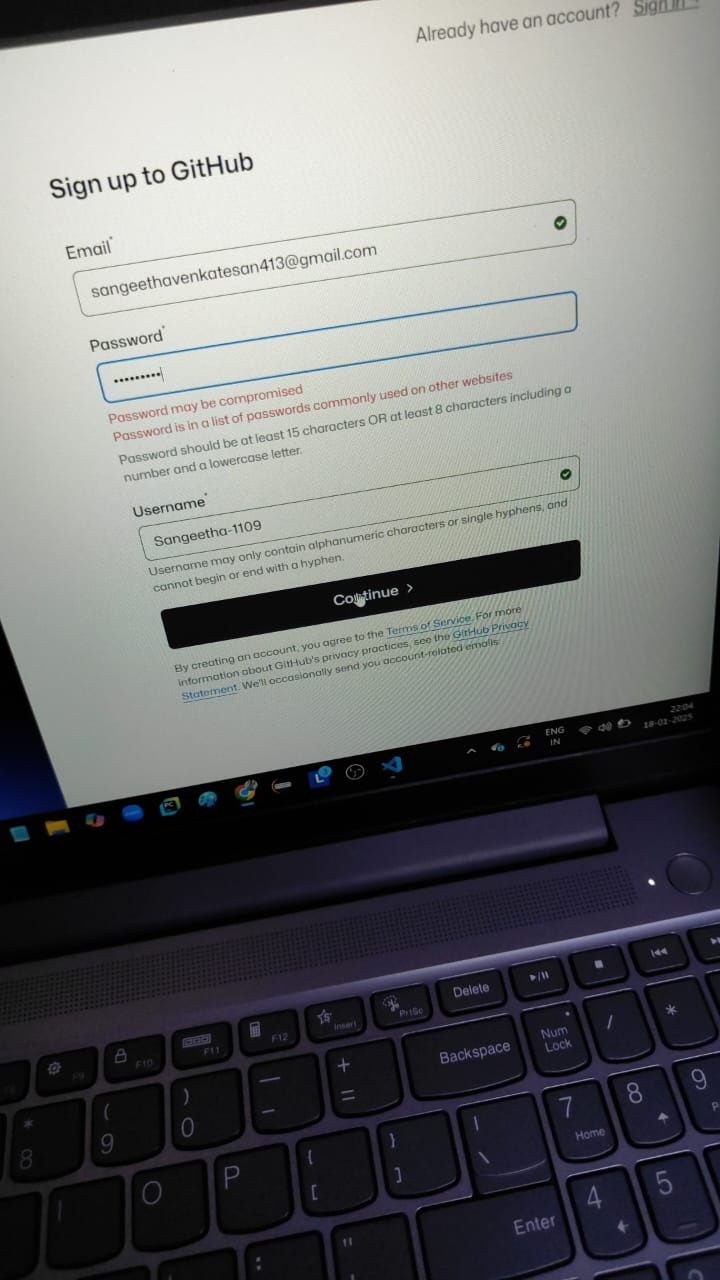 Already have an account? Sign in
Sign up to GitHub
Email*
sangeethavenkatesan413@gmail.com
Password*
•••••••••
Password may be compromised
Password is in a list of passwords commonly used on other websites
Password should be at least 15 characters OR at least 8 characters including a
number and a lowercase letter.
Username*
Sangeetha-1109
Username may only contain alphanumeric characters or single hyphens, and
cannot begin or end with a hyphen.
Continue >
By creating an account, you agree to the Terms of Service. For more
information about GitHub's privacy practices, see the GitHub Privacy
Statement. We'll occasionally send you account-related emails.
ENG
IN
22:04
18-01-2025
PC
L
F9 F10 F11 F12 Insert PrtSc Delete
* 8 ( 9 ) 0 — - + = Backspace Num Lock / *
O P { [ } ] | \ 7 Home 8 9
: " Enter 4 5